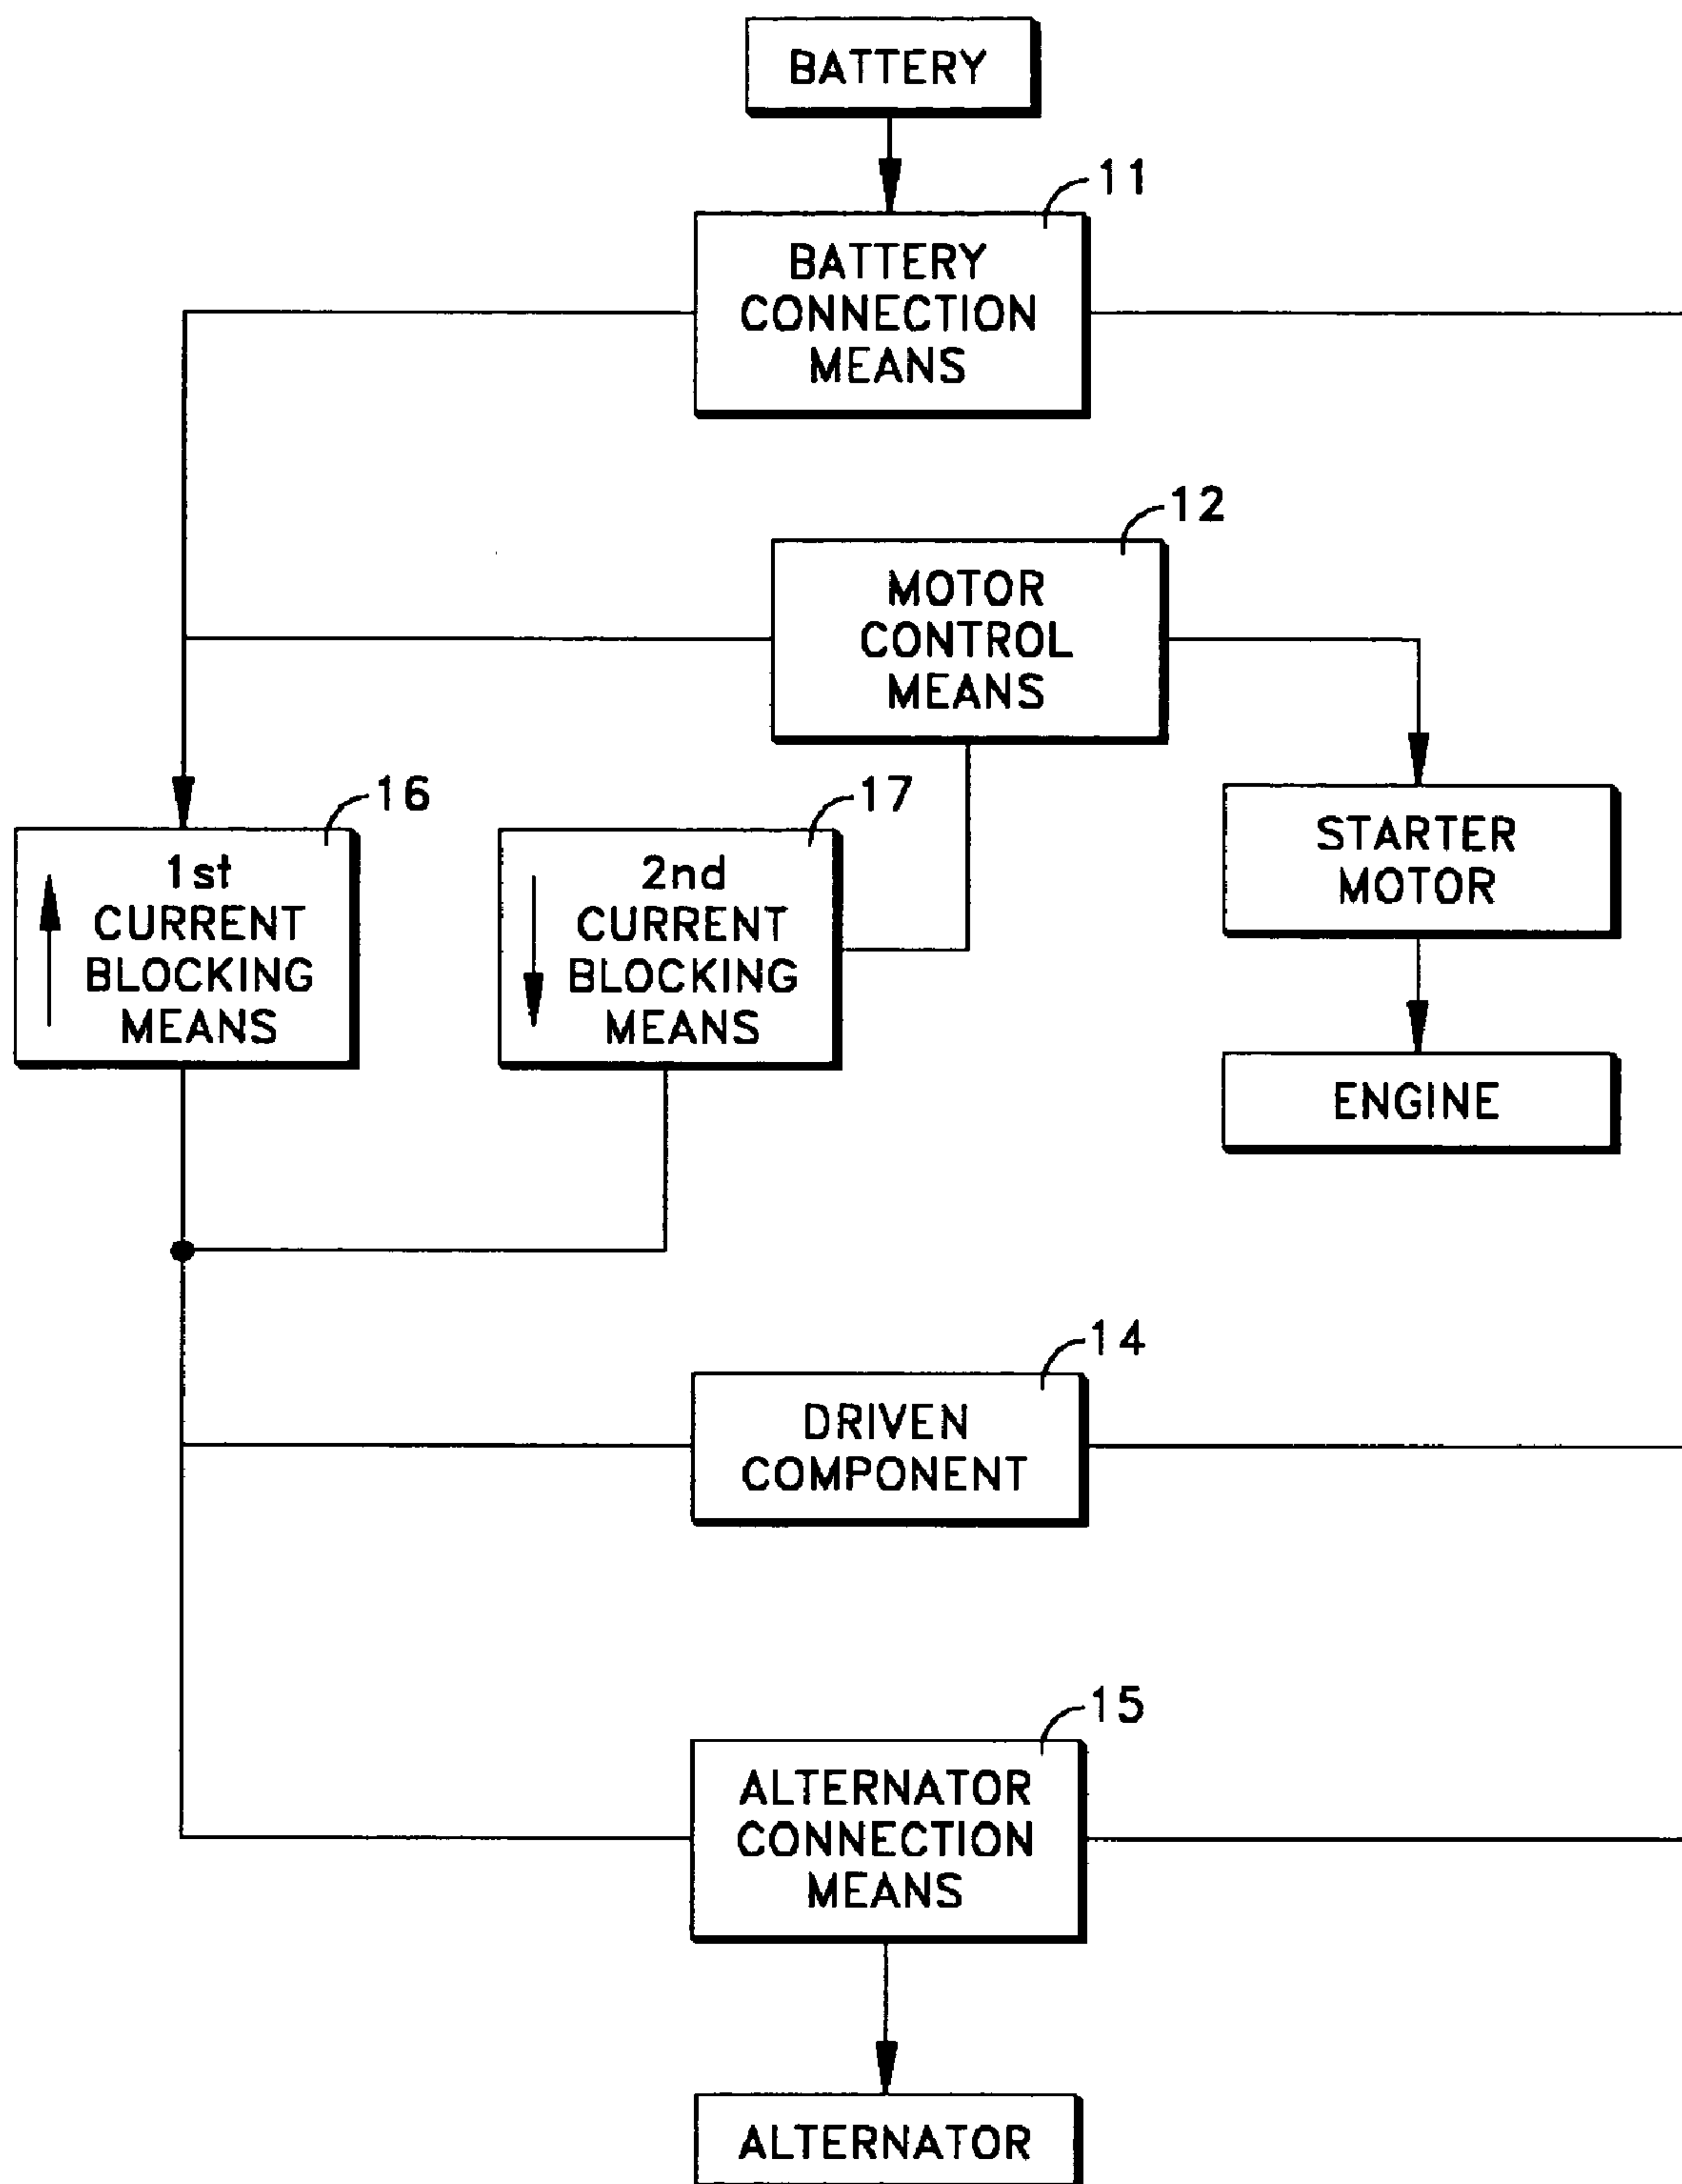 BATTERY
11
BATTERY
CONNECTION
MEANS
12
MOTOR
CONTROL
MEANS
16
1st
CURRENT
BLOCKING
MEANS
17
2nd
CURRENT
BLOCKING
MEANS
STARTER
MOTOR
ENGINE
14
DRIVEN
COMPONENT
15
ALTERNATOR
CONNECTION
MEANS
ALTERNATOR